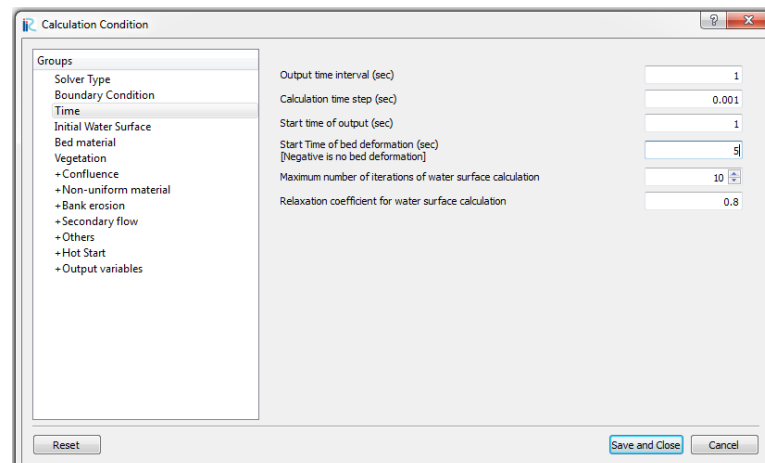 iR Calculation Condition
Groups
Solver Type
Boundary Condition
Time
Initial Water Surface
Bed material
Vegetation
+Confluence
+Non-uniform material
+Bank erosion
+Secondary flow
+Others
+Hot Start
+Output variables
Output time interval (sec) 1
Calculation time step (sec) 0.001
Start time of output (sec) 1
Start Time of bed deformation (sec) 5
[Negative is no bed deformation]
Maximum number of iterations of water surface calculation 10
Relaxation coefficient for water surface calculation 0.8
Reset
Save and Close
Cancel